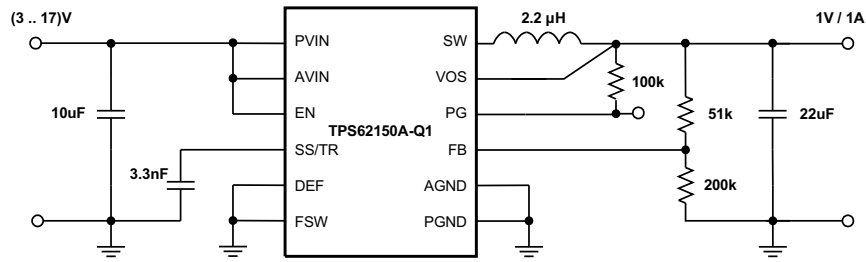 (3 .. 17)V
2.2 µH
1V / 1A
PVIN
SW
AVIN
VOS
100k
10uF
EN
PG
51k
22uF
TPS62150A-Q1
SS/TR
FB
3.3nF
DEF
AGND
200k
FSW
PGND